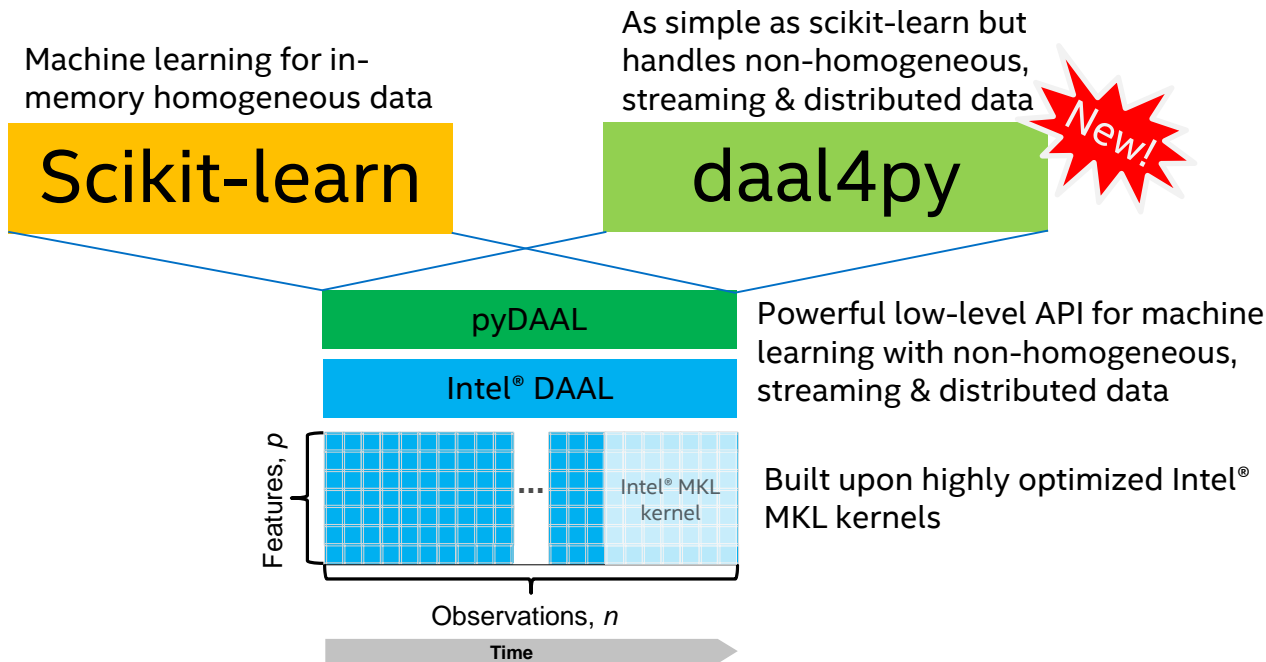 Machine learning for in-
memory homogeneous data
Scikit-learn
As simple as scikit-learn but
handles non-homogeneous,
streaming & distributed data
daal4py
New!
pyDAAL
Intel® DAAL
Powerful low-level API for machine
learning with non-homogeneous,
streaming & distributed data
Features, p
...
Intel® MKL
kernel
Built upon highly optimized Intel®
MKL kernels
Observations, n
Time